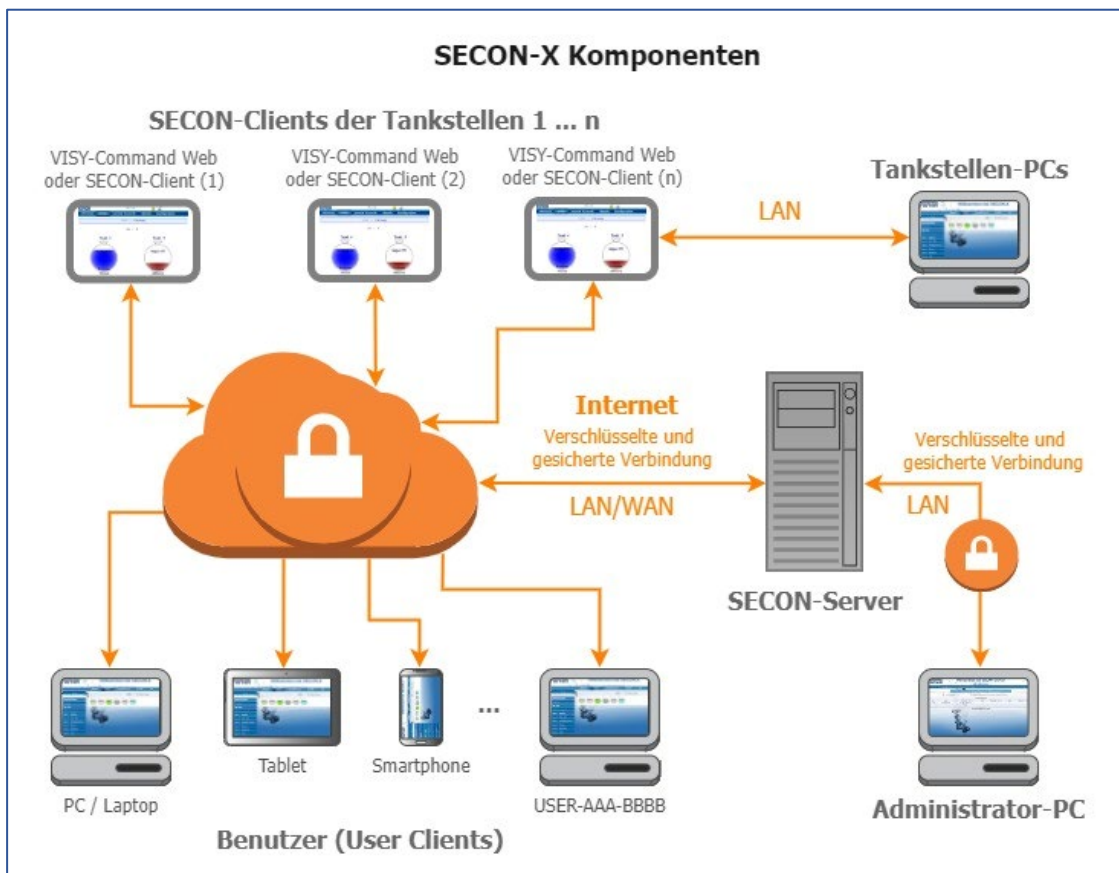 SECON-X Komponenten
SECON-Clients der Tankstellen 1 ... n
VISY-Command Web
oder SECON-Client (1)
VISY-Command Web
oder SECON-Client (2)
VISY-Command Web
oder SECON-Client (n)
Tankstellen-PCs
LAN
Internet
Verschlüsselte und
gesicherte Verbindung
LAN/WAN
Verschlüsselte und
gesicherte Verbindung
LAN
SECON-Server
...
PC / Laptop
Tablet
Smartphone
USER-AAA-BBBB
Administrator-PC
Benutzer (User Clients)